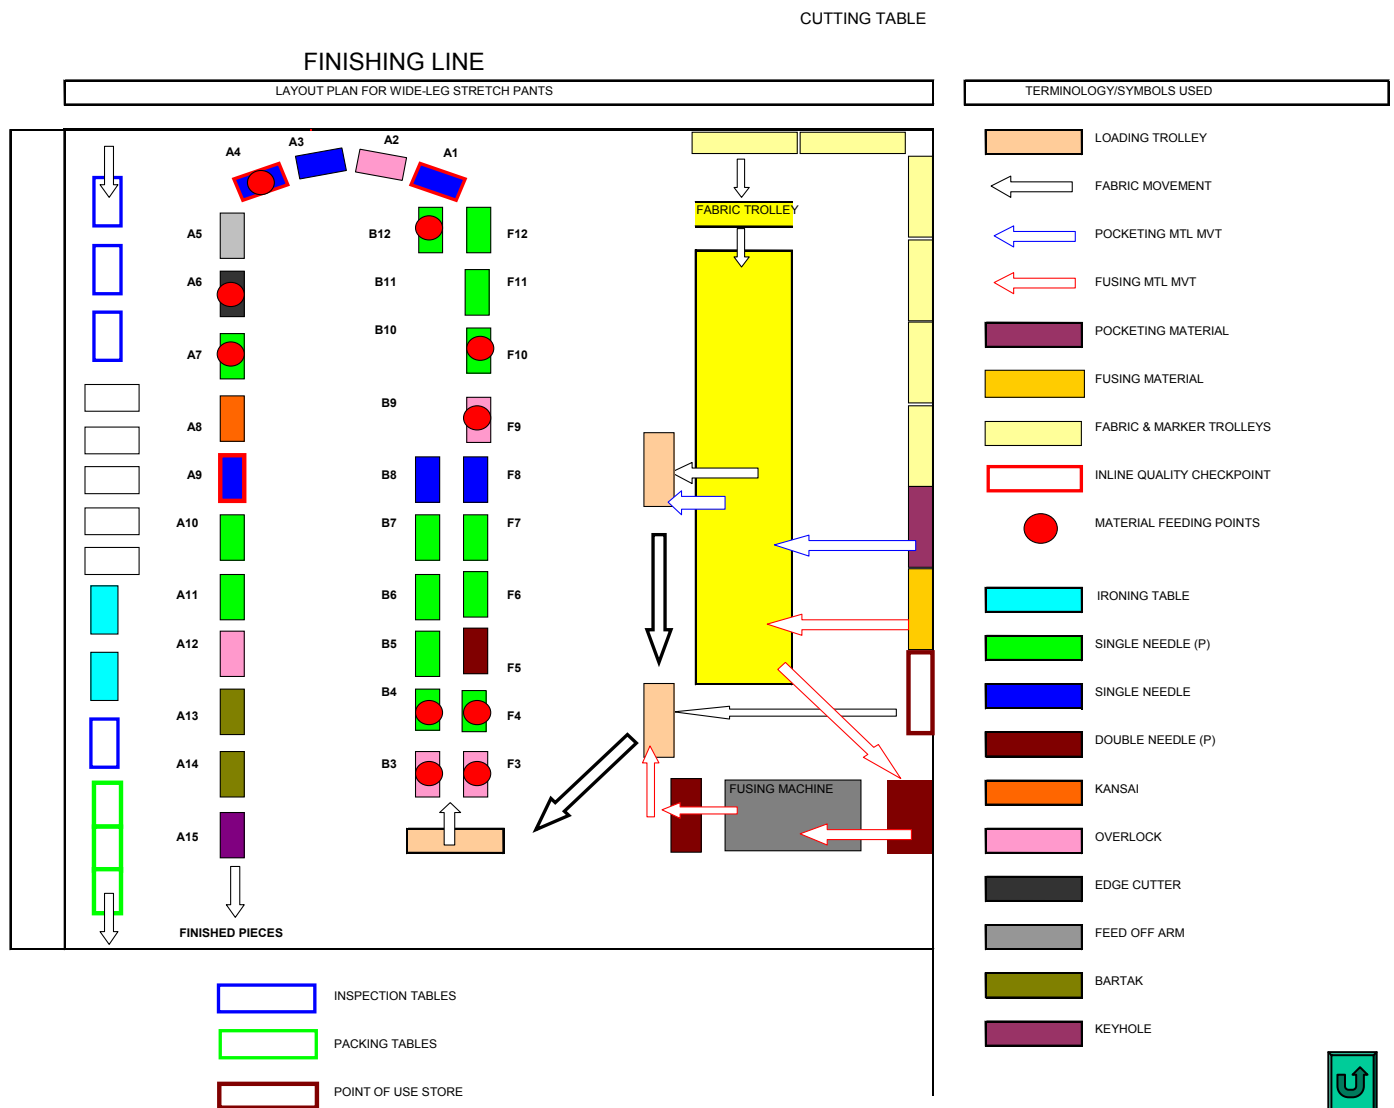 CUTTING TABLE
FINISHING LINE
LAYOUT PLAN FOR WIDE-LEG STRETCH PANTS
TERMINOLOGY/SYMBOLS USED
A4
A3
A2
A1
A5
B12
F12
A6
B11
F11
A7
B10
F10
A8
B9
F9
A9
B8
F8
A10
B7
F7
A11
B6
F6
A12
B5
F5
A13
B4
F4
A14
B3
F3
A15
FINISHED PIECES
FABRIC TROLLEY
FUSING MACHINE
LOADING TROLLEY
FABRIC MOVEMENT
POCKETING MTL MVT
FUSING MTL MVT
POCKETING MATERIAL
FUSING MATERIAL
FABRIC & MARKER TROLLEYS
INLINE QUALITY CHECKPOINT
MATERIAL FEEDING POINTS
IRONING TABLE
SINGLE NEEDLE (P)
SINGLE NEEDLE
DOUBLE NEEDLE (P)
KANSAI
OVERLOCK
EDGE CUTTER
FEED OFF ARM
BARTAK
KEYHOLE
INSPECTION TABLES
PACKING TABLES
POINT OF USE STORE